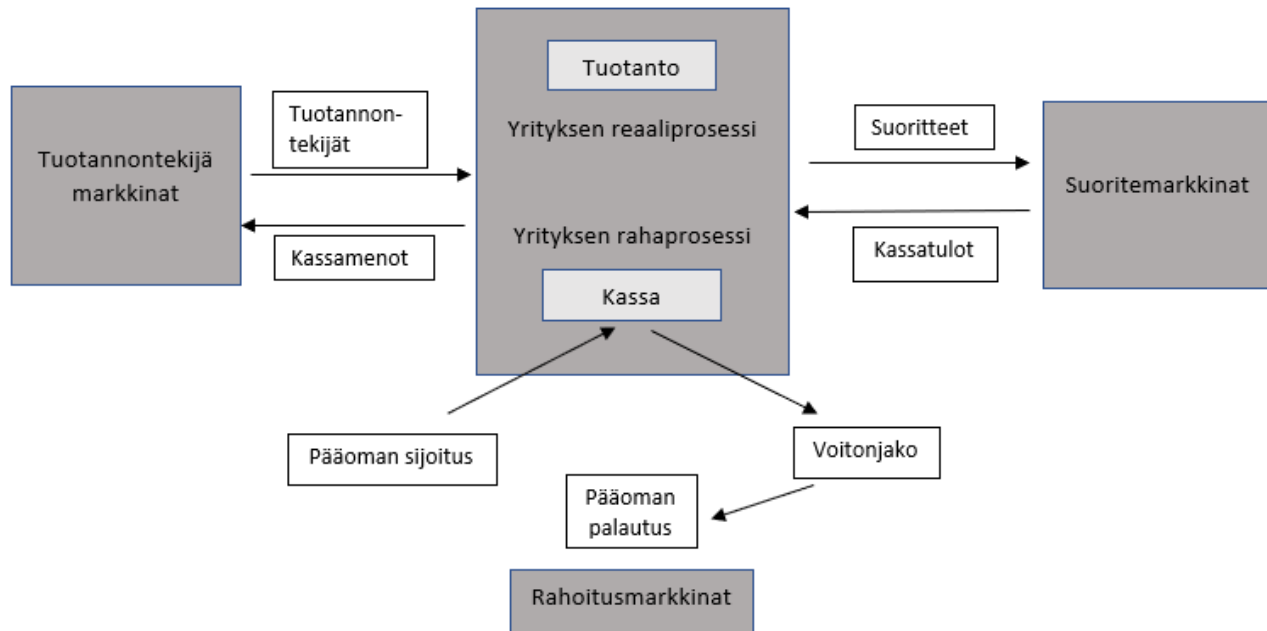 Tuotanto
Yrityksen reaaliprosessi
Tuotannon-
tekijät
Suoritteet
Tuotannontekijä
markkinat
Suoritemarkkinat
Yrityksen rahaprosessi
Kassamenot
Kassatulot
Kassa
Pääoman sijoitus
Voitonjako
Pääoman
palautus
Rahoitusmarkkinat